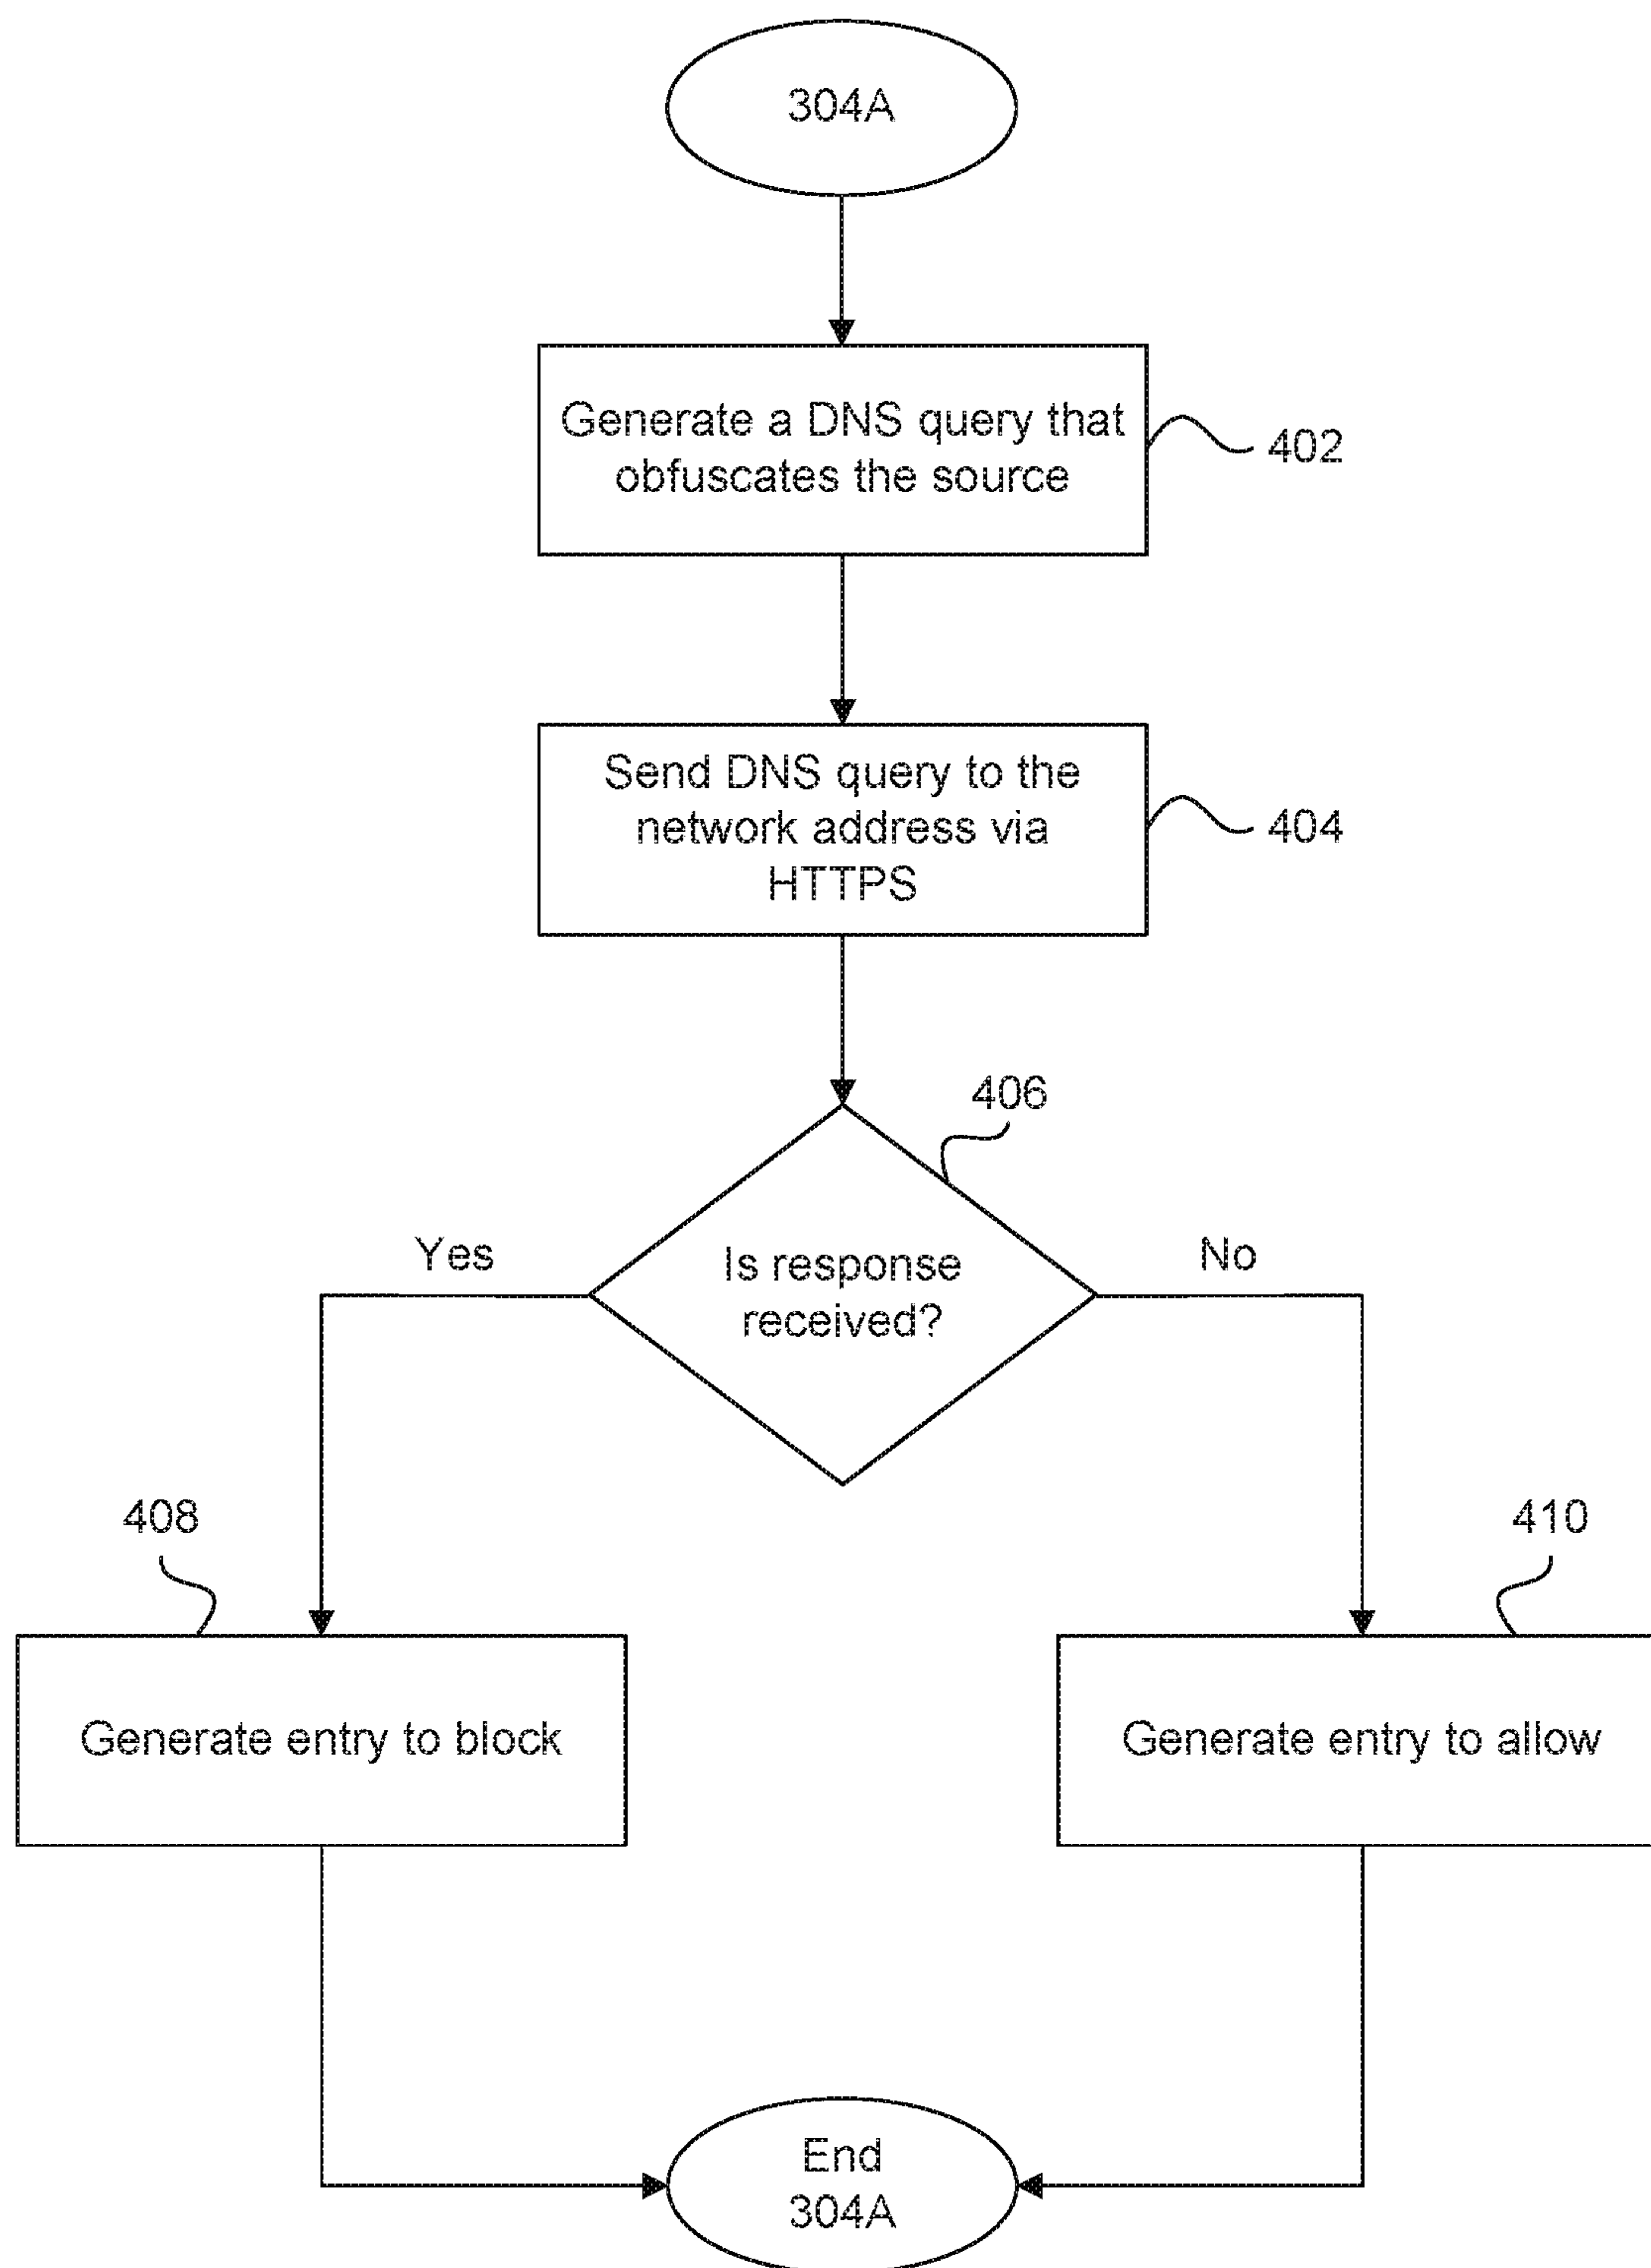 304A
Generate a DNS query that
obfuscates the source
402
Send DNS query to the
network address via
HTTPS
404
406
Is response
received?
Yes
No
408
410
Generate entry to block
Generate entry to allow
End
304A